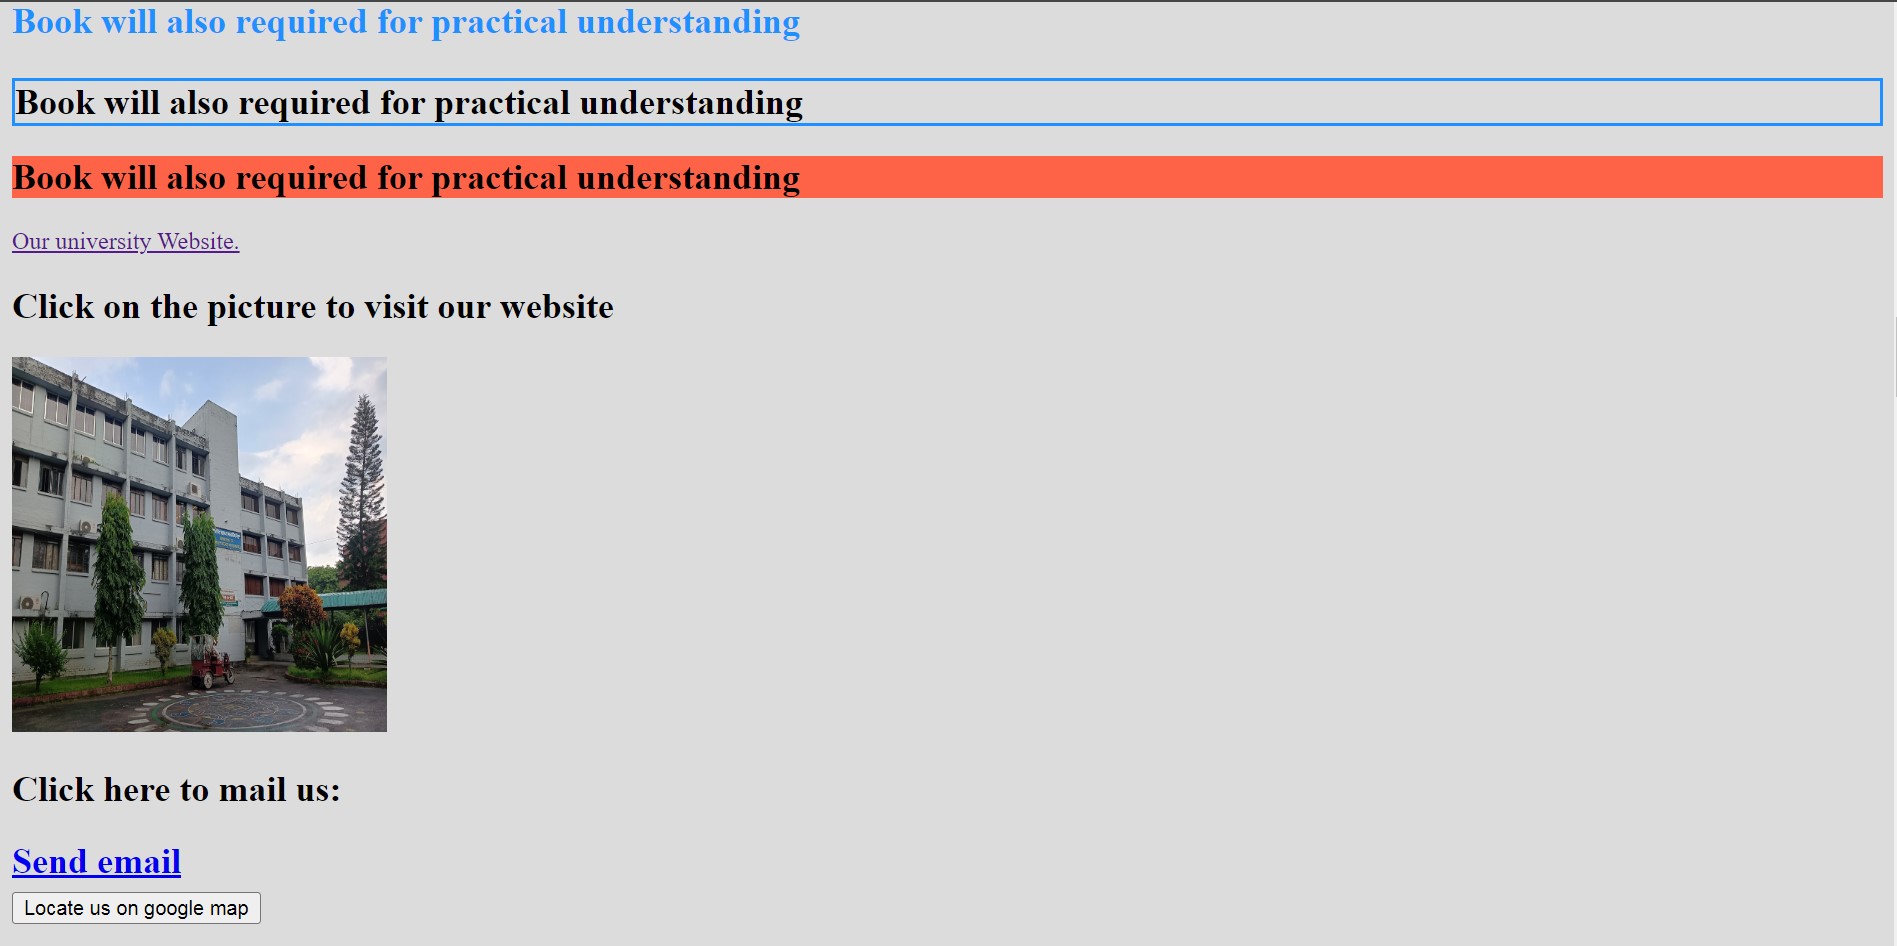 Book will also required for practical understanding
Book will also required for practical understanding
Book will also required for practical understanding
Our university Website.
Click on the picture to visit our website
Click here to mail us:
Send email
Locate us on google map